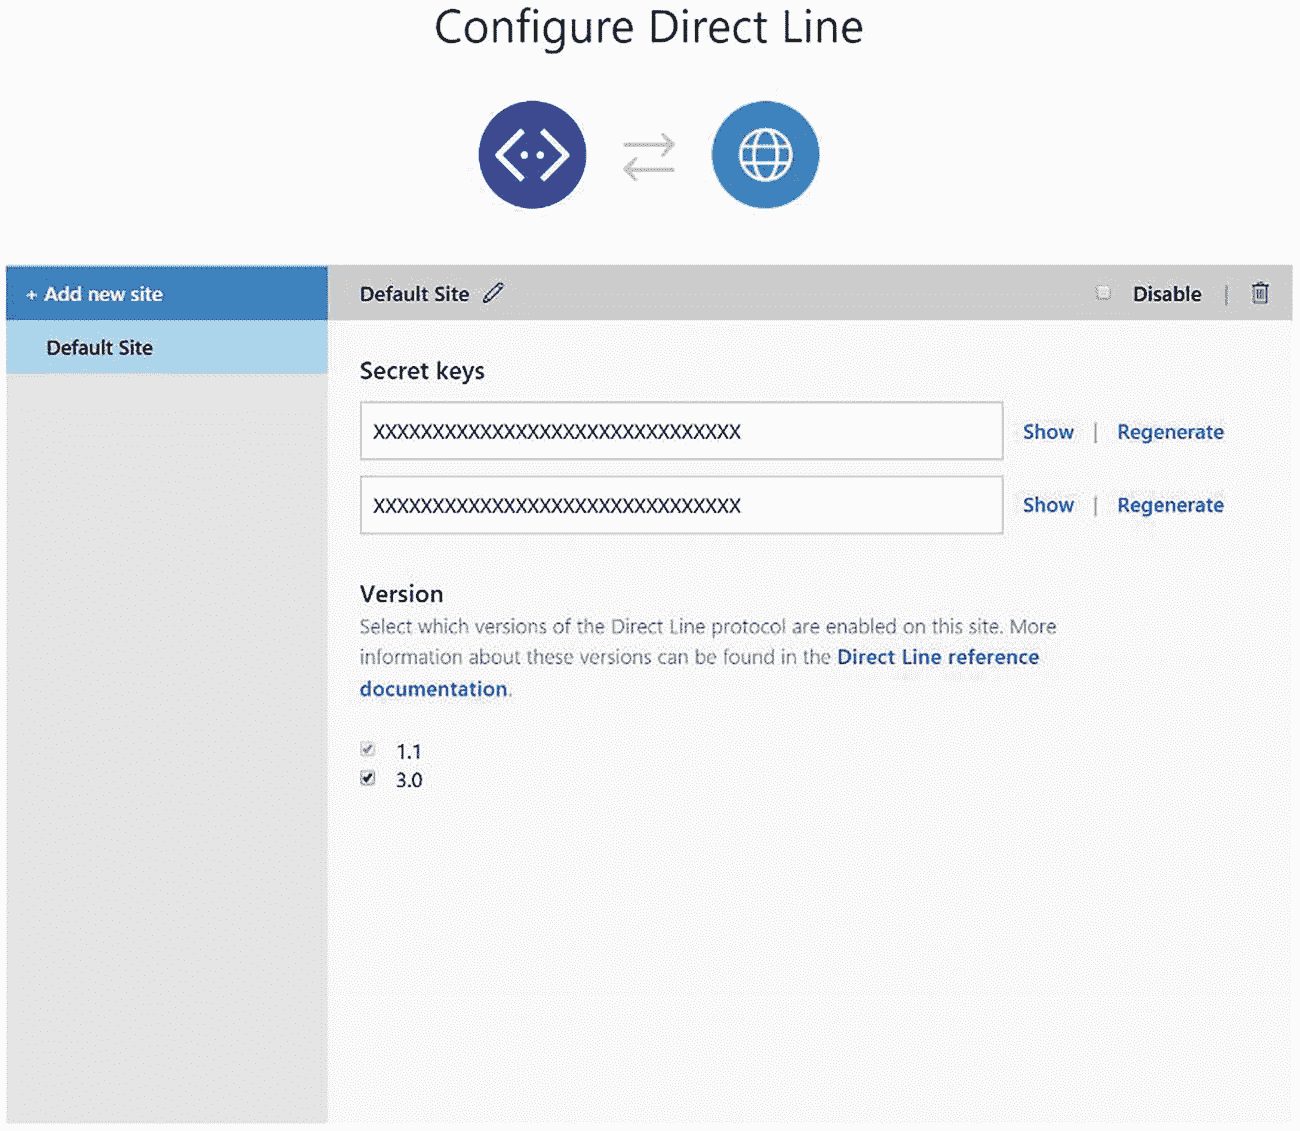 Configure Direct Line
+ Add new site
Default Site
Default Site
Disable |
Secret keys
XXXXXXXXXXXXXXXXXXXXXXXXXXXXXXX
Show | Regenerate
XXXXXXXXXXXXXXXXXXXXXXXXXXXXXXX
Show | Regenerate
Version
Select which versions of the Direct Line protocol are enabled on this site. More
information about these versions can be found in the Direct Line reference
documentation.
1.1
3.0